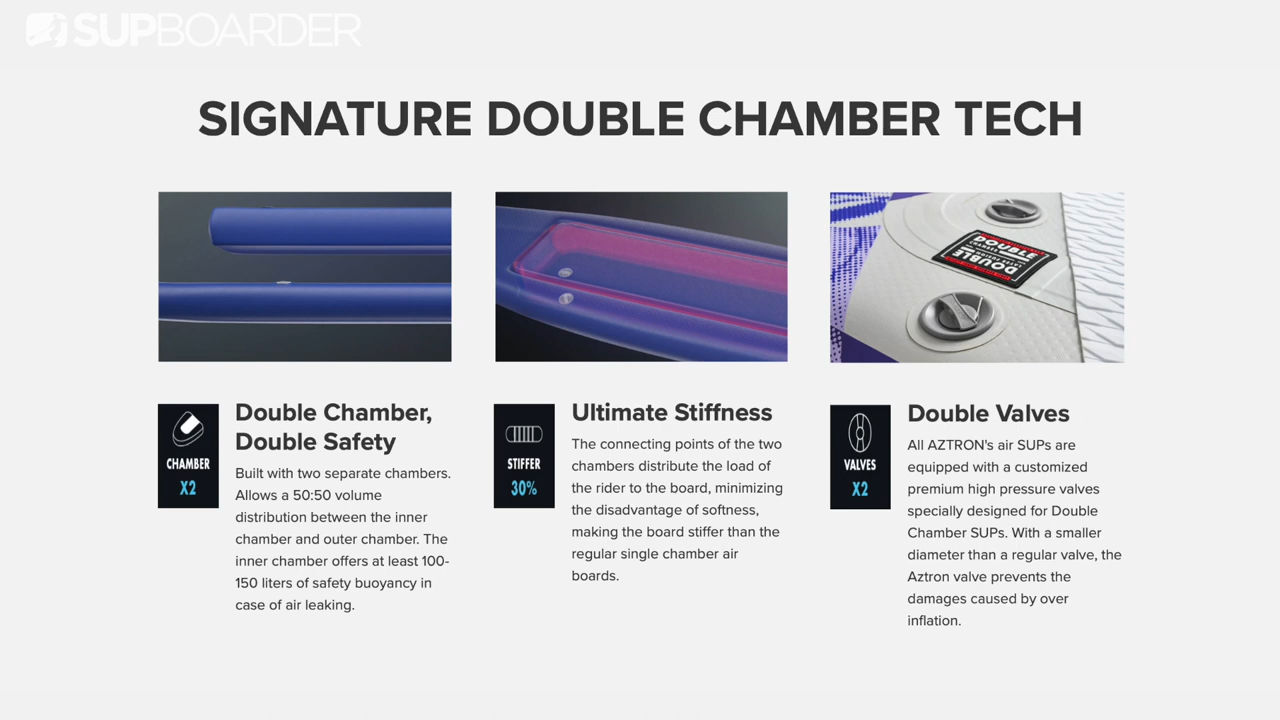 SUPBOARDER
SIGNATURE DOUBLE CHAMBER TECH
DOUBLE
DOUBLE
CHAMBER
X2
Double Chamber,
Double Safety
Built with two separate chambers.
Allows a 50:50 volume
distribution between the inner
chamber and outer chamber. The
inner chamber offers at least 100-
150 liters of safety buoyancy in
case of air leaking.
STIFFER
30%
Ultimate Stiffness
The connecting points of the two
chambers distribute the load of
the rider to the board, minimizing
the disadvantage of softness,
making the board stiffer than the
regular single chamber air
boards.
VALVES
X2
Double Valves
All AZTRON's air SUPs are
equipped with a customized
premium high pressure valves
specially designed for Double
Chamber SUPs. With a smaller
diameter than a regular valve, the
Aztron valve prevents the
damages caused by over
inflation.